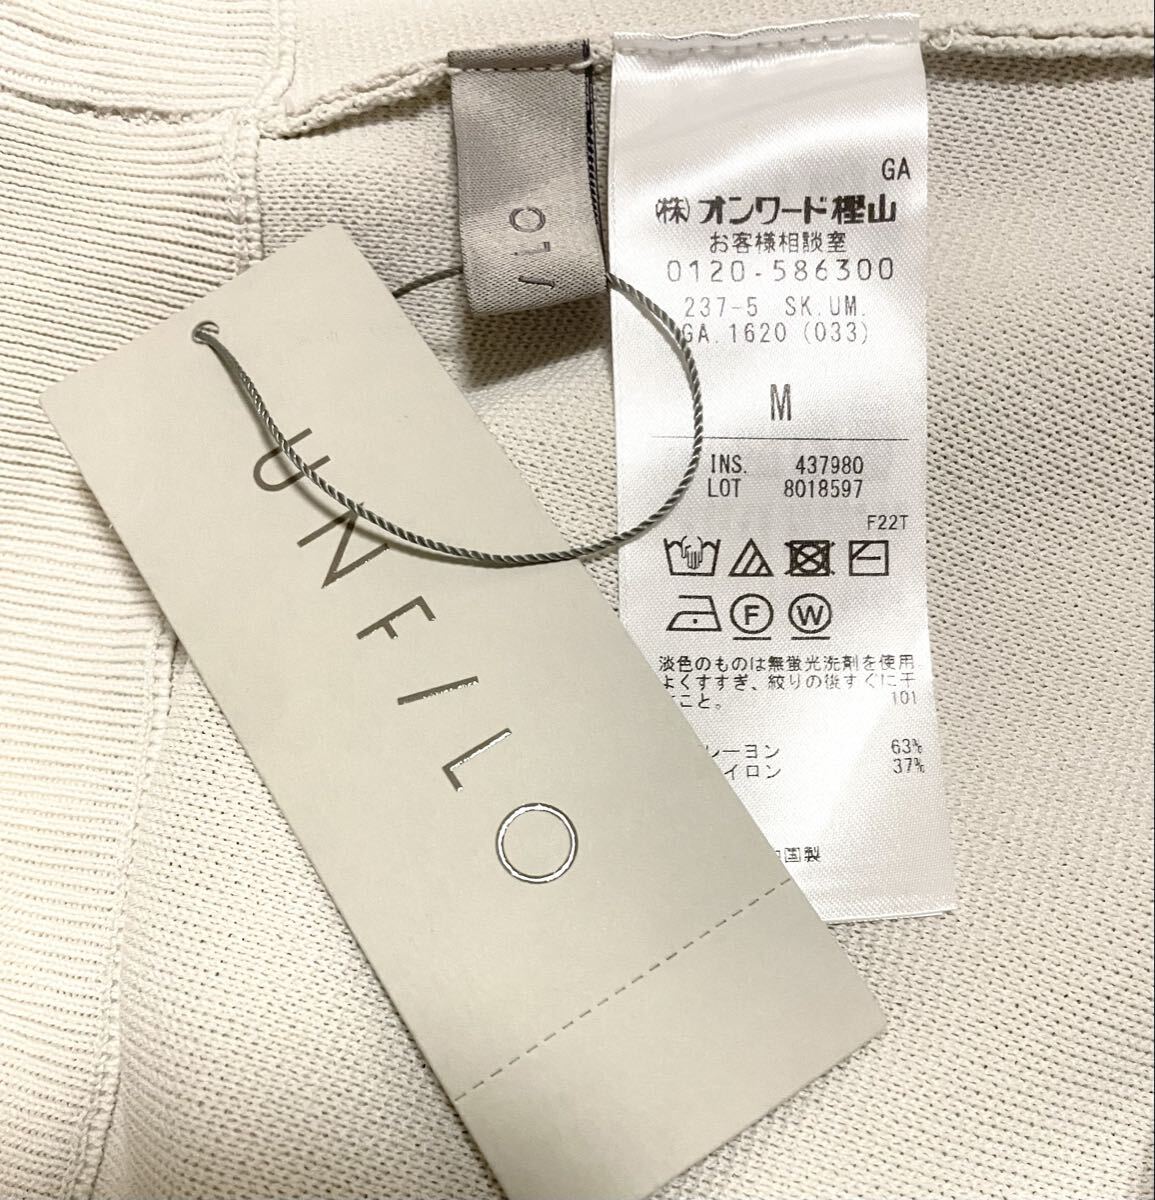 GA
(株)オンワード樫山
お客様相談室
0120-586300
237-5 SK.UM.
GA.1620 (033)
M
INS. 437980
LOT 8018597
F22T
F W
淡色のものは無蛍光洗剤を使用
よくすすぎ、絞りの後すぐに干
こと。 101
レーヨン 63%
イロン 37%
国製
UNFILO